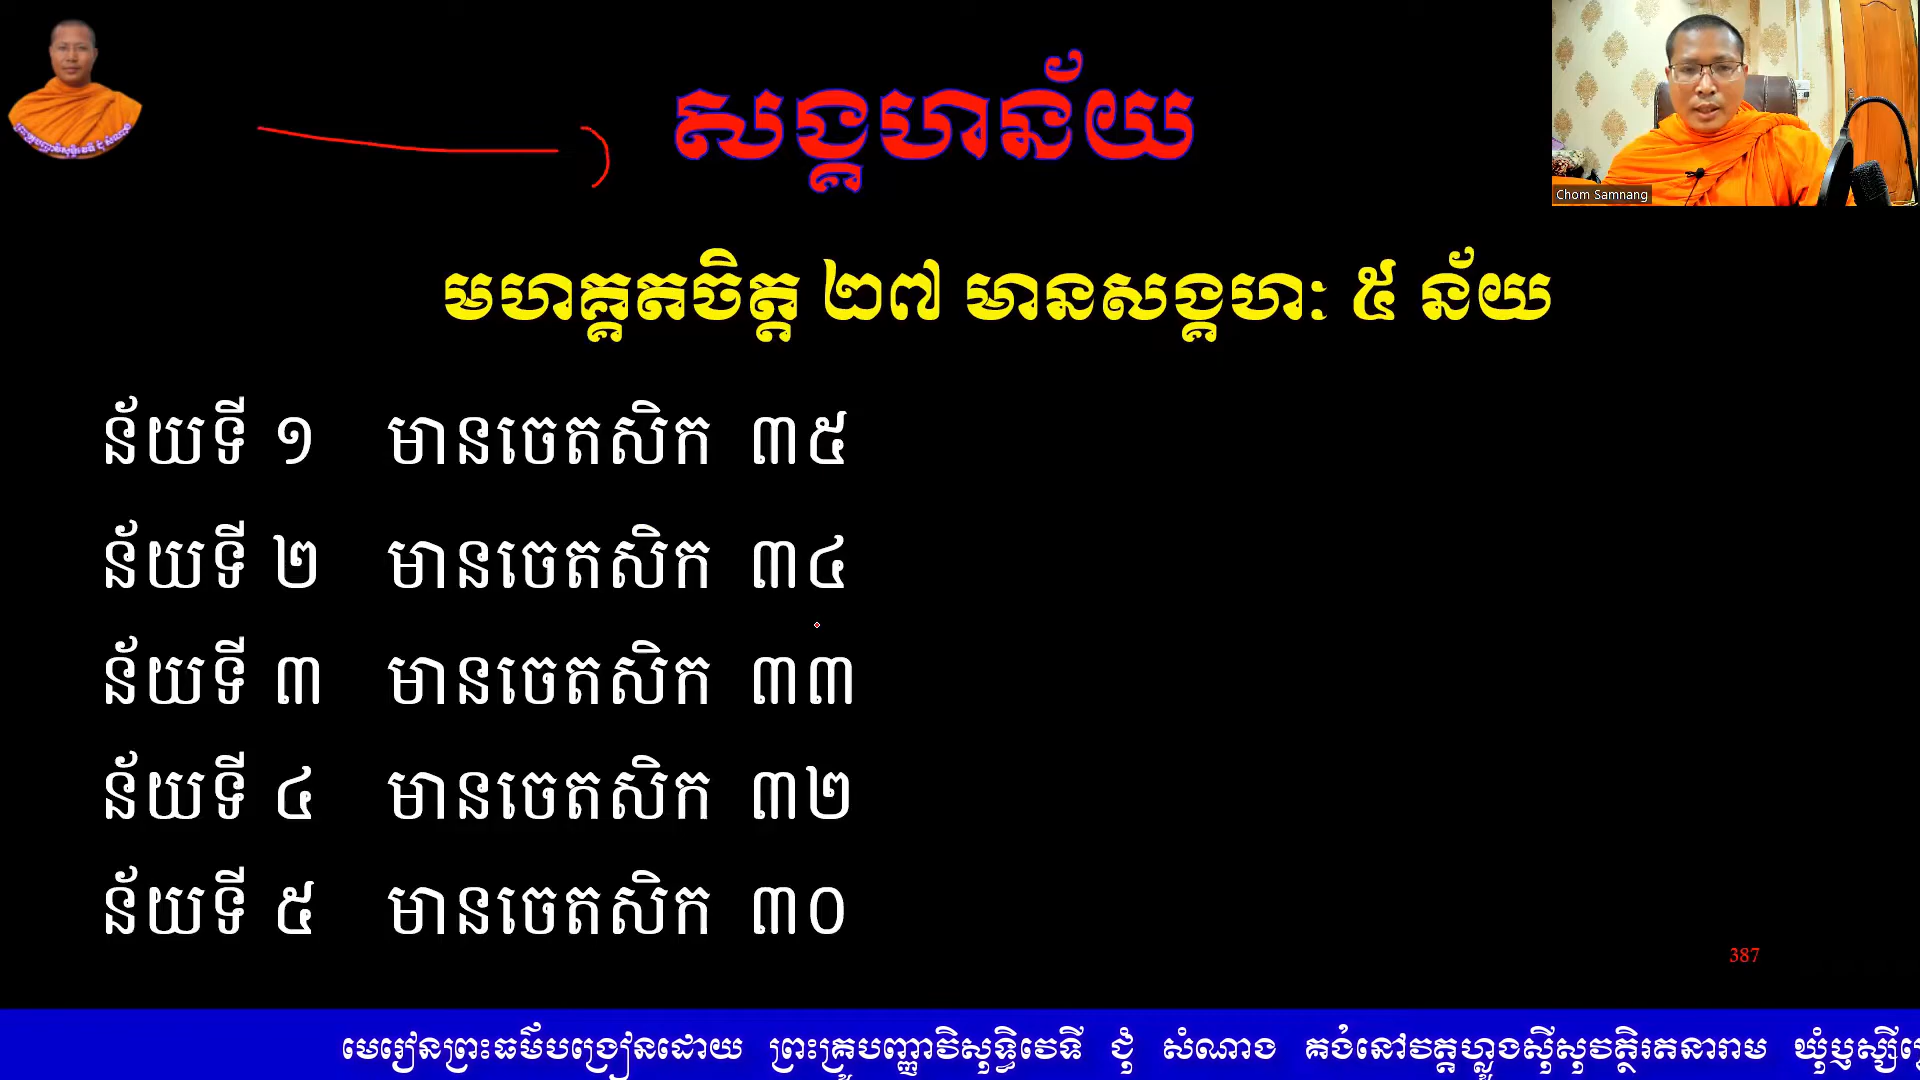 សង្គហន័យ
Chom Samnang
មហគ្គតចិត្ត ២៧ មានសង្គហៈ ៥ ន័យ
ន័យទី ១ មានចេតសិក ៣៥
ន័យទី ២ មានចេតសិក ៣៤
ន័យទី ៣ មានចេតសិក ៣៣
ន័យទី ៤ មានចេតសិក ៣២
ន័យទី ៥ មានចេតសិក ៣០
387
មេរៀនព្រះធម៌បង្រៀនដោយ ព្រះគ្រូបញ្ញាវិសុទ្ធិវេទី ជុំ សំណាង គង់នៅវត្តហ្លួងស៊ីសុវត្ថិរតនារាម